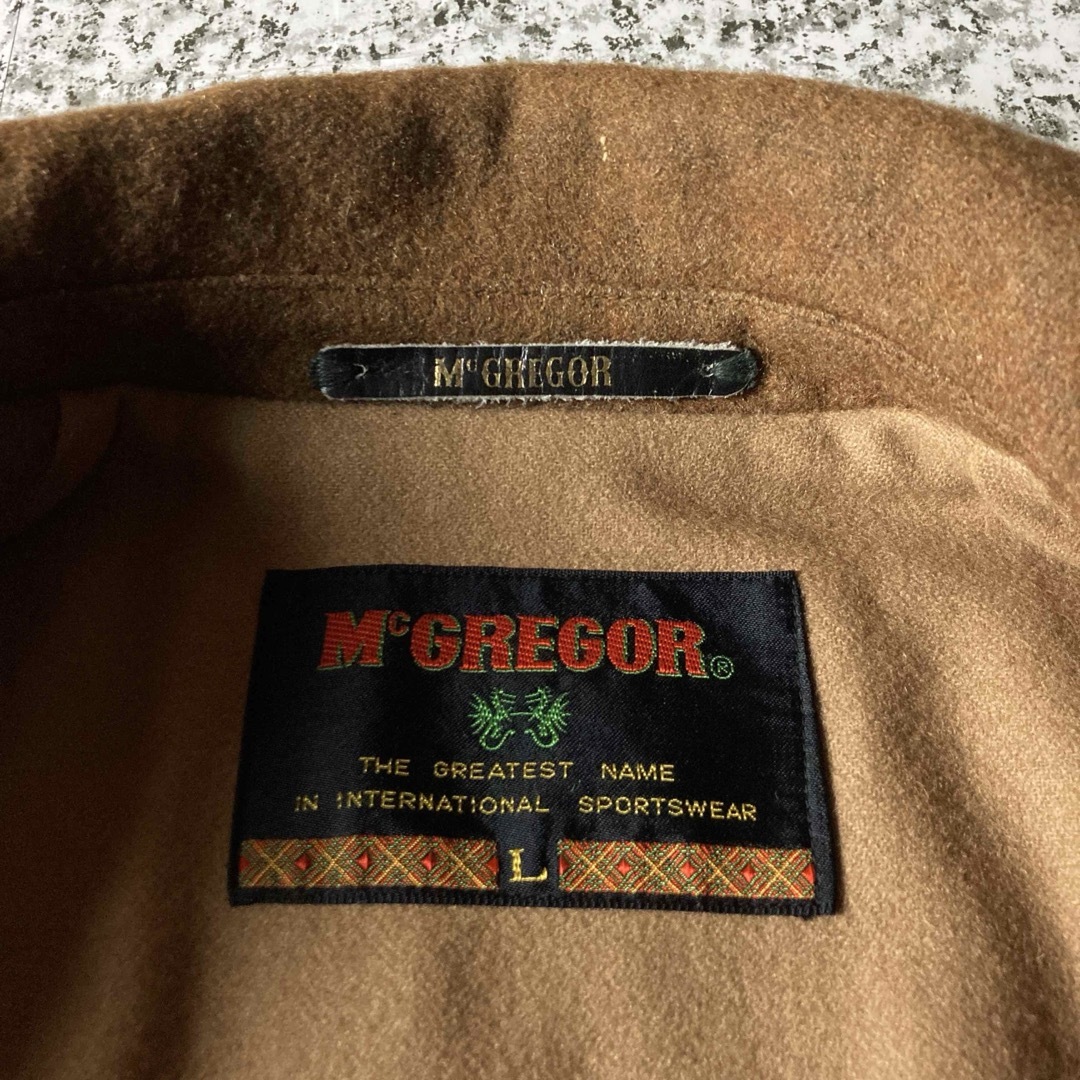 McGREGOR
McGREGOR®
THE GREATEST NAME
IN INTERNATIONAL SPORTSWEAR
L